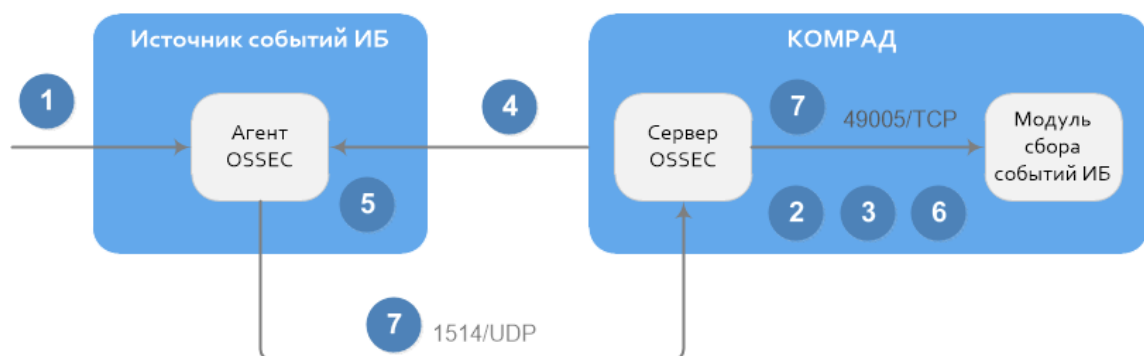 Источник событий ИБ
КОМРАД
1
Агент
OSSEC
4
Сервер
OSSEC
7
49005/TCP
Модуль
сбора
событий ИБ
5
2
3
6
7
1514/UDP